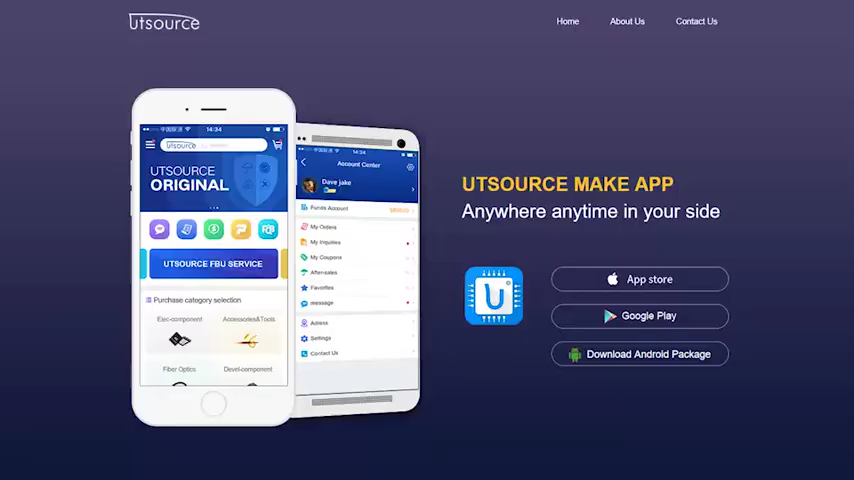 utsource
Home
About Us
Contact Us
14:34
utsource
UTSOURCE
ORIGINAL
UTSOURCE FBU SERVICE
Purchase category selection
Elec-component
Accessories&Tools
Fiber Optics
Devel-component
14:34
Account Center
Dave jake
Funds Account
My Orders
My Inquiries
My Coupons
After-sales
Favorites
message
Adress
Settings
Contact Us
UTSOURCE MAKE APP
Anywhere anytime in your side
U
App store
Google Play
Download Android Package